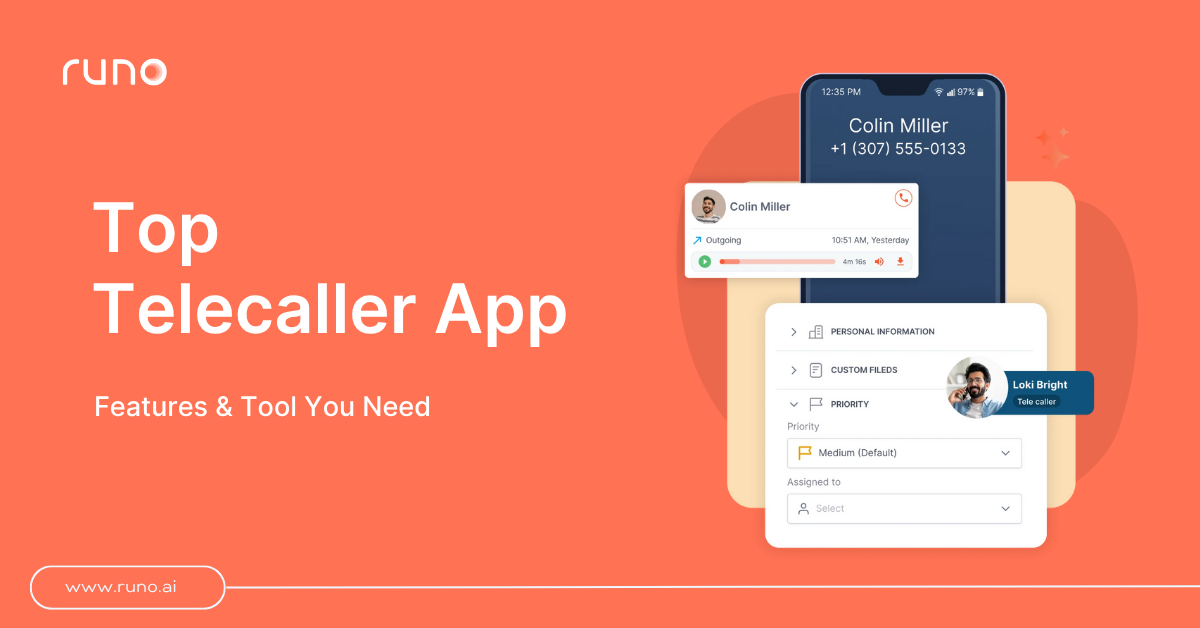 runo
Top
Telecaller App
Features & Tool You Need
www.runo.ai
12:35 PM
97%
Colin Miller
+1 (307) 555-0133
Colin Miller
Outgoing
10:51 AM, Yesterday
4m 16s
PERSONAL INFORMATION
CUSTOM FILEDS
PRIORITY
Loki Bright
Tele caller
Priority
Medium (Default)
Assigned to
Select